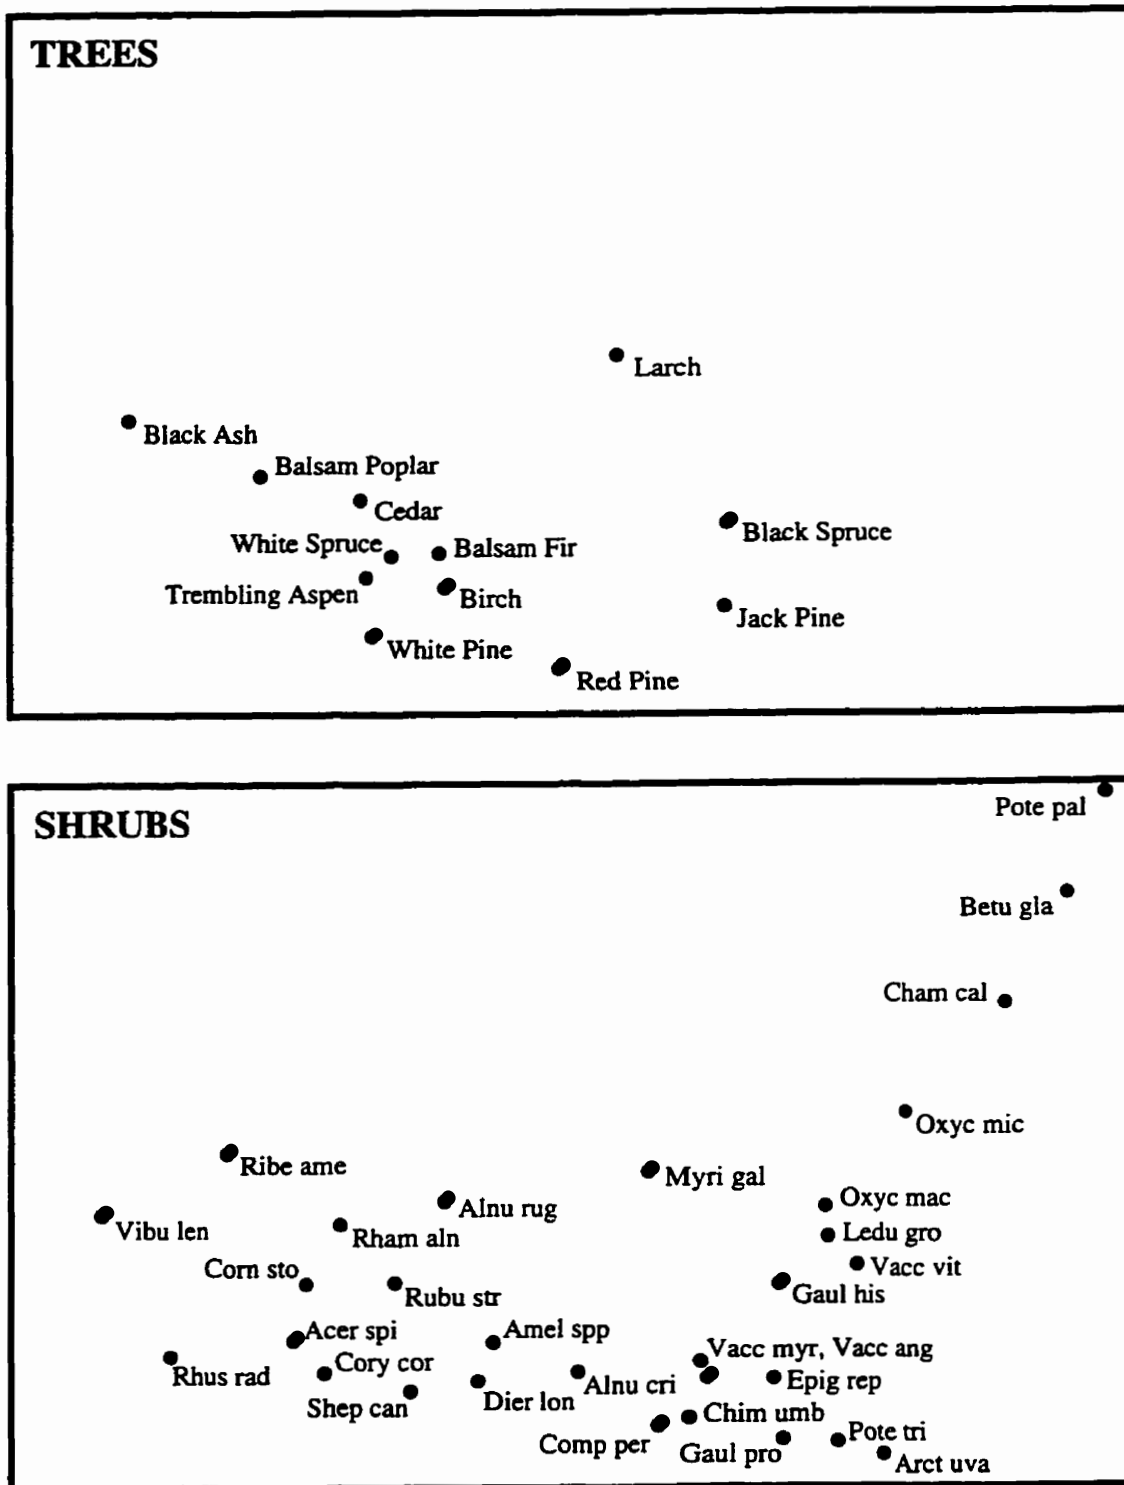 TREES
Larch
Black Ash
Balsam Poplar
Cedar
Black Spruce
White Spruce
Balsam Fir
Trembling Aspen
Birch
Jack Pine
White Pine
Red Pine
SHRUBS
Pote pal
Betu gla
Cham cal
Oxyc mic
Ribe ame
Myri gal
Oxyc mac
Alnu rug
Vibu len
Rham aln
Ledu gro
Corn sto
Vacc vit
Rubu str
Gaul his
Acer spi
Amel spp
Vacc myr, Vacc ang
Rhus rad
Cory cor
Alnu cri
Epig rep
Shep can
Dier lon
Chim umb
Comp per
Gaul pro
Pote tri
Arct uva